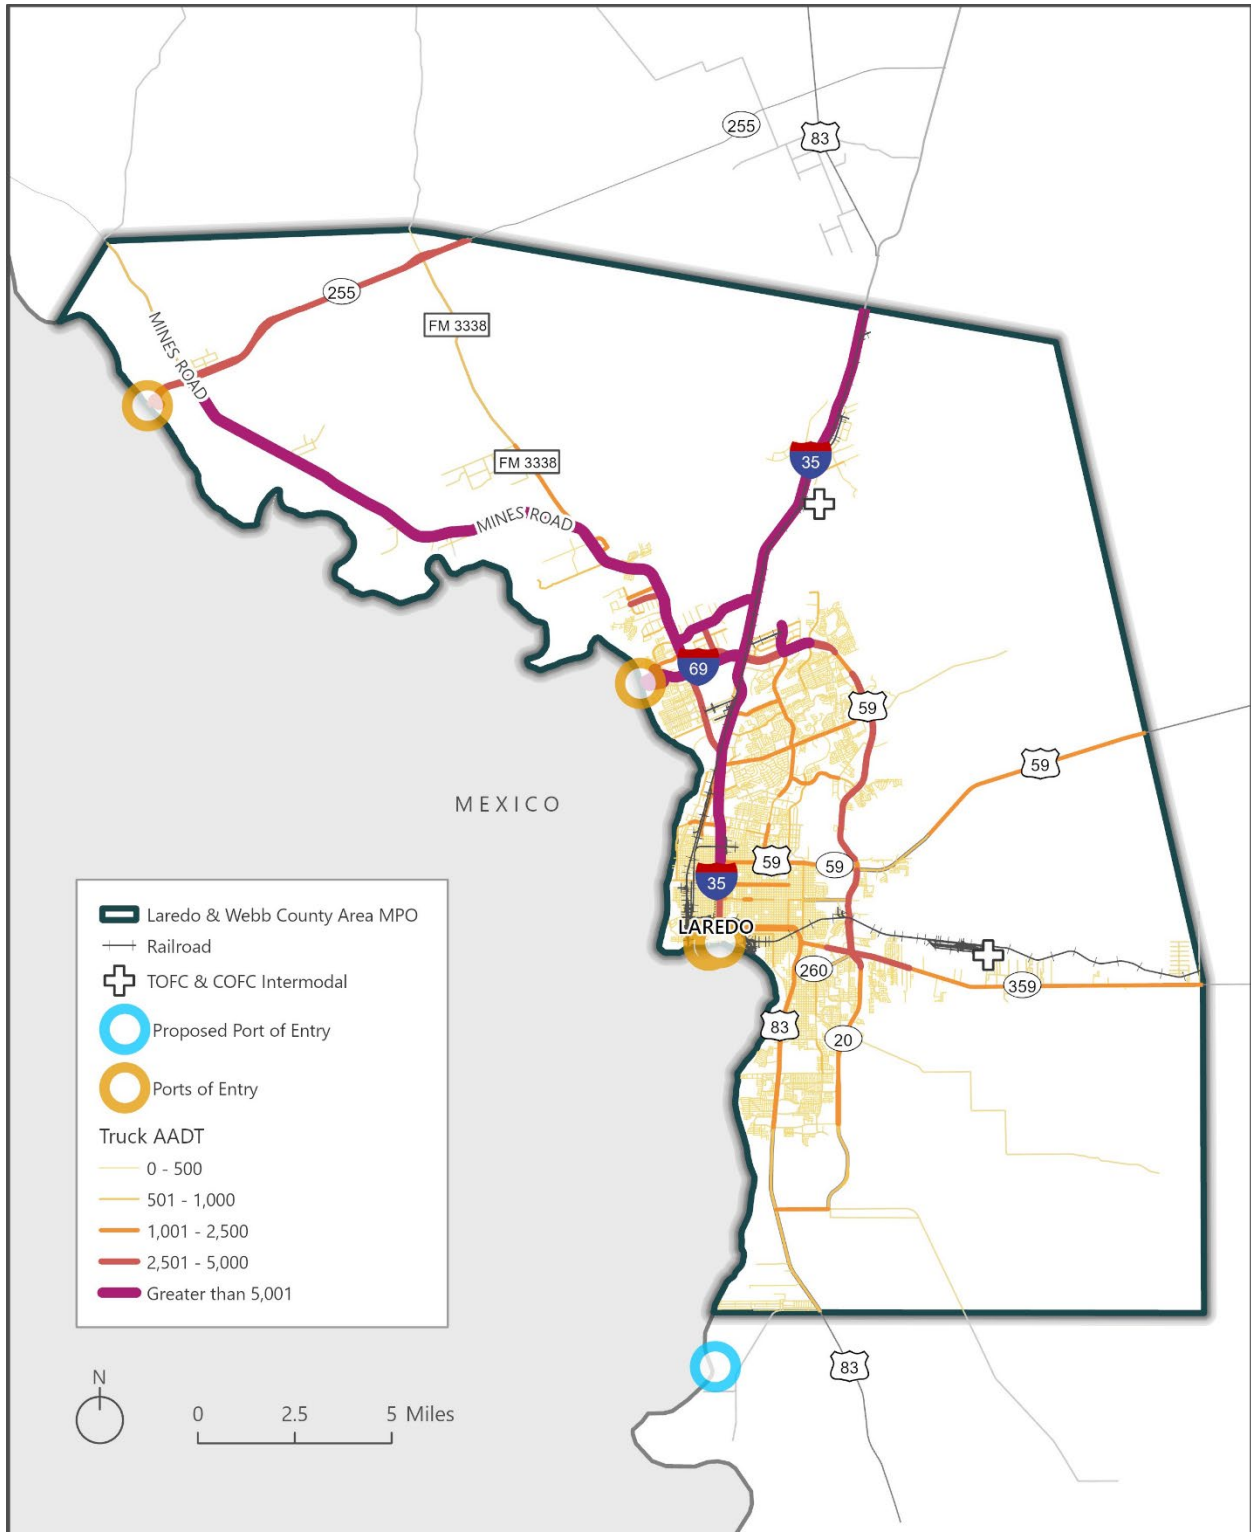 255
83
255
MINES ROAD
FM 3338
FM 3338
35
MINES ROAD
69
59
59
MEXICO
59
59
35
LAREDO
260
359
83
20
Laredo & Webb County Area MPO
Railroad
TOFC & COFC Intermodal
Proposed Port of Entry
Ports of Entry
Truck AADT
0 - 500
501 - 1,000
1,001 - 2,500
2,501 - 5,000
Greater than 5,001
83
N
0 2.5 5 Miles